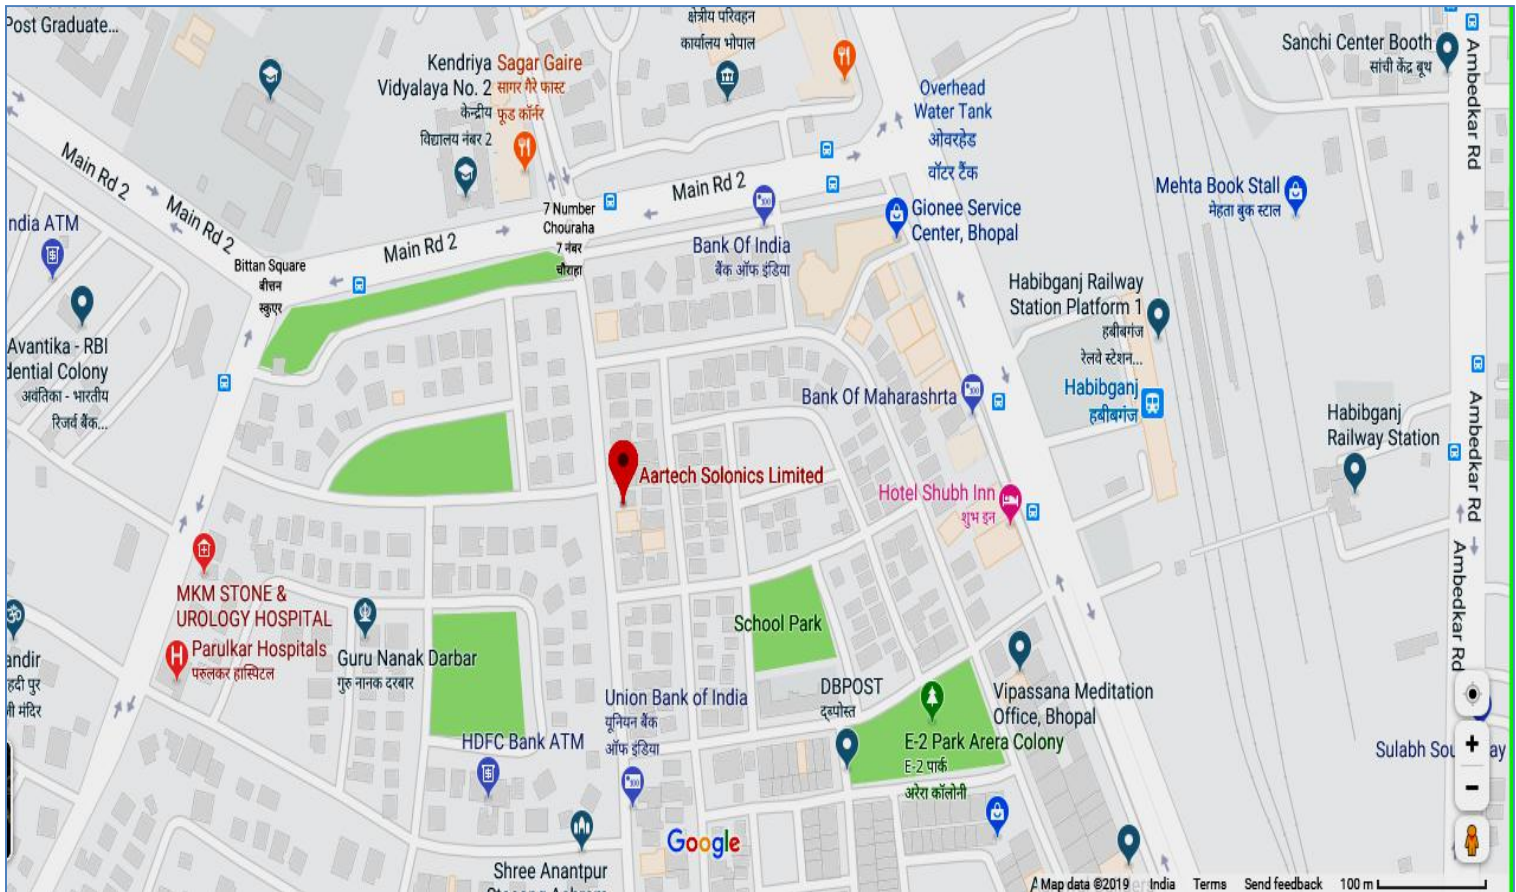 Post Graduate...
क्षेत्रीय परिवहन
कार्यालय भोपाल
Sanchi Center Booth
सांची केंद्र बूथ
Ambedkar Rd
Kendriya
Vidyalaya No. 2
केन्द्रीय
विद्यालय नंबर 2
Sagar Gaire
सागर गैरे फास्ट
फूड कॉर्नर
Overhead
Water Tank
ओवरहेड
वॉटर टैंक
Main Rd 2
Main Rd 2
Main Rd 2
Main Rd 2
Mehta Book Stall
मेहता बुक स्टाल
ndia ATM
7 Number
Chouraha
7 नंबर
चौराहा
Bank Of India
बैंक ऑफ इंडिया
Gionee Service
Center, Bhopal
Bittan Square
बीत्तन
स्कुएर
Habibganj Railway
Station Platform 1
हबीबगंज
रेलवे स्टेशन...
Avantika - RBI
dential Colony
अवंतिका - भारतीय
रिजर्व बैंक...
Bank Of Maharashrta
Habibganj
हबीबगंज
Habibganj
Railway Station
Ambedkar Rd
Aartech Solonics Limited
Hotel Shubh Inn
शुभ इन
Ambedkar Rd
MKM STONE &
UROLOGY HOSPITAL
Parulkar Hospitals
परुलकर हास्पिटल
Guru Nanak Darbar
गुरु नानक दरबार
School Park
andir
हदी पुर
जी मंदिर
Union Bank of India
यूनियन बैंक
ऑफ इंडिया
DBPOST
Vipassana Meditation
Office, Bhopal
HDFC Bank ATM
E-2 Park Arera Colony
E-2 पार्क
अरेरा कॉलोनी
Sulabh Sou
ay
Google
Shree Anantpur
Map data ©2019 India Terms Send feedback 100 m